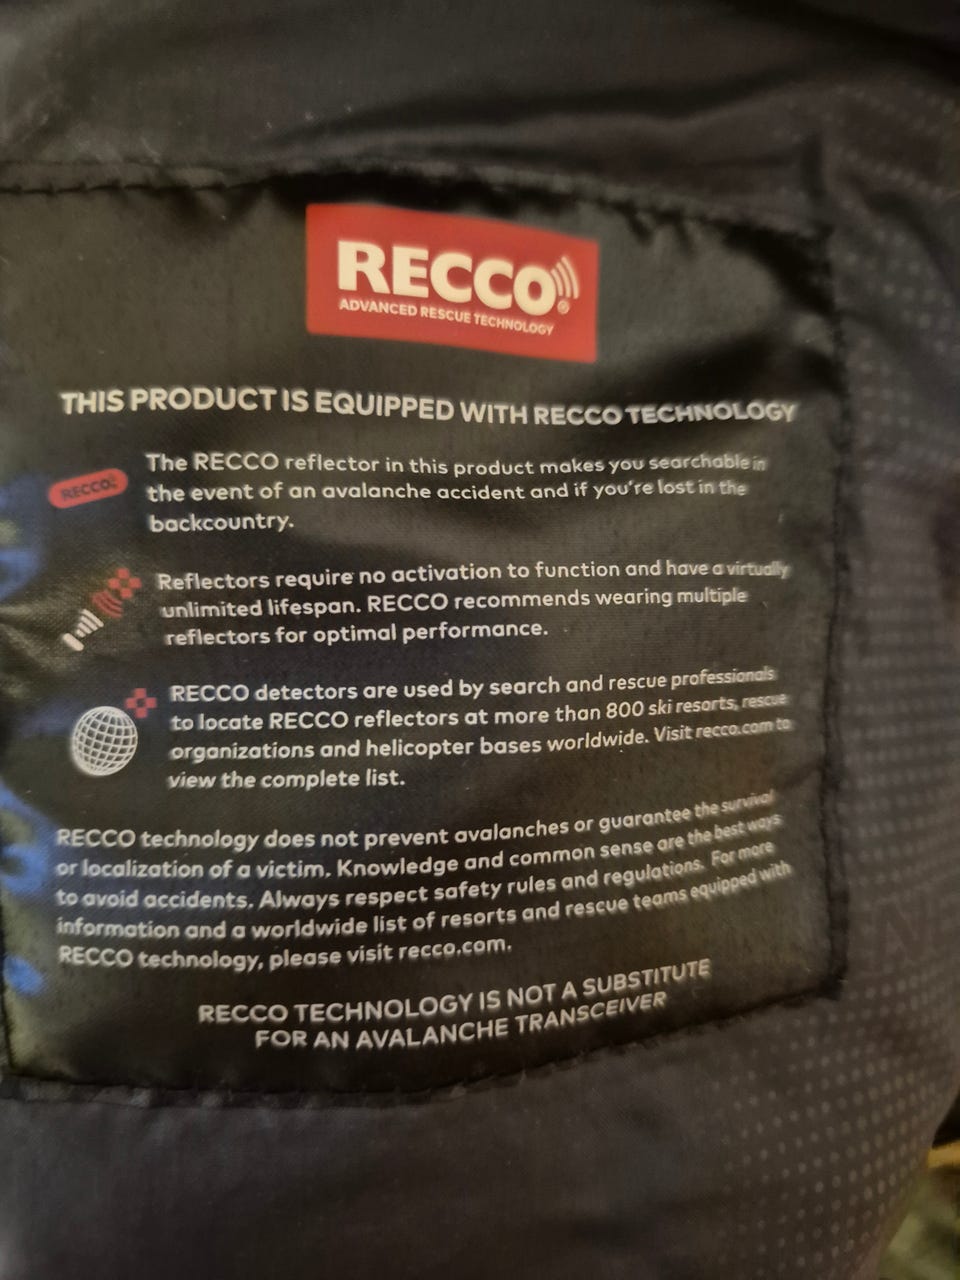 RECCO®
ADVANCED RESCUE TECHNOLOGY
THIS PRODUCT IS EQUIPPED WITH RECCO TECHNOLOGY
RECCO®
The RECCO reflector in this product makes you searchable in
the event of an avalanche accident and if you're lost in the
backcountry.
Reflectors require no activation to function and have a virtually
unlimited lifespan. RECCO recommends wearing multiple
reflectors for optimal performance.
RECCO detectors are used by search and rescue professionals
to locate RECCO reflectors at more than 800 ski resorts, rescue
organizations and helicopter bases worldwide. Visit recco.com to
view the complete list.
RECCO technology does not prevent avalanches or guarantee the survival
or localization of a victim. Knowledge and common sense are the best ways
to avoid accidents. Always respect safety rules and regulations. For more
information and a worldwide list of resorts and rescue teams equipped with
RECCO technology, please visit recco.com.
RECCO TECHNOLOGY IS NOT A SUBSTITUTE
FOR AN AVALANCHE TRANSCEIVER